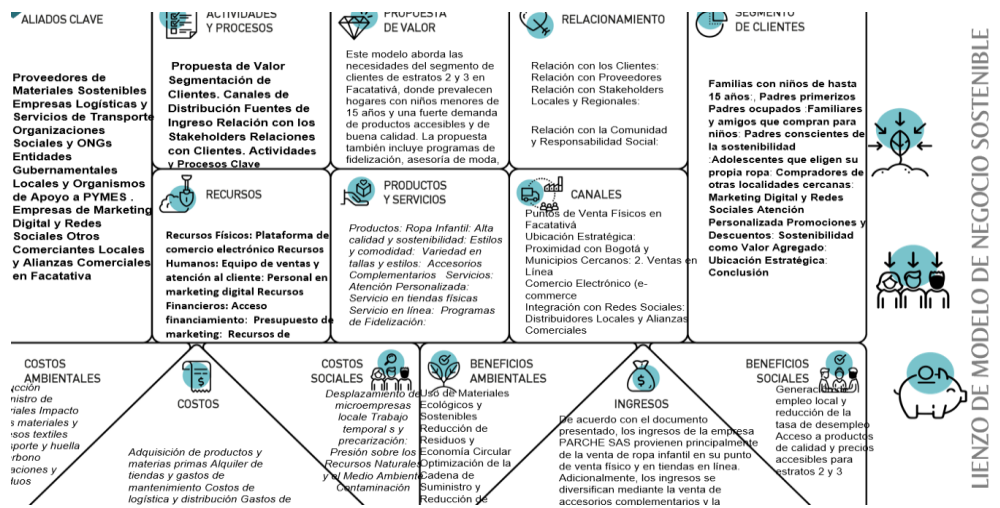 ALIADOS CLAVE
Proveedores de
Materiales Sostenibles
Empresas Logísticas y
Servicios de Transporte
Organizaciones
Sociales y ONGs
Entidades
Gubernamentales
Locales y Organismos
de Apoyo a PYMES .
Empresas de Marketing
Digital y Redes
Sociales Otros
Comerciantes Locales
y Alianzas Comerciales
en Facatativa
ACTIVIDADES
Y PROCESOS
Propuesta de Valor
Segmentación de
Clientes. Canales de
Distribución Fuentes de
Ingreso Relación con los
Stakeholders Relaciones
con Clientes. Actividades
y Procesos Clave
RECURSOS
Recursos Físicos: Plataforma de
comercio electrónico Recursos
Humanos: Equipo de ventas y
atención al cliente: Personal en
marketing digital Recursos
Financieros: Acceso
financiamiento: Presupuesto de
marketing: Recursos de
PROPUESTA
DE VALOR
Este modelo aborda las
necesidades del segmento de
clientes de estratos 2 y 3 en
Facatativá, donde prevalecen
hogares con niños menores de
15 años y una fuerte demanda
de productos accesibles y de
buena calidad. La propuesta
también incluye programas de
fidelización, asesoría de moda,
PRODUCTOS
Y SERVICIOS
Productos: Ropa Infantil: Alta
calidad y sostenibilidad: Estilos
y comodidad: Variedad en
tallas y estilos: Accesorios
Complementarios Servicios:
Atención Personalizada:
Servicio en tiendas físicas
Servicio en línea: Programas
de Fidelización:
RELACIONAMIENTO
Relación con los Clientes:
Relación con Proveedores
Relación con Stakeholders
Locales y Regionales:
Relación con la Comunidad
y Responsabilidad Social:
CANALES
Puntos de Venta Físicos en
Facatativá
Ubicación Estratégica:
Proximidad con Bogotá y
Municipios Cercanos: 2. Ventas en
Línea
Comercio Electrónico (e-
commerce
Integración con Redes Sociales:
Distribuidores Locales y Alianzas
Comerciales
SEGMENTO
DE CLIENTES
Familias con niños de hasta
15 años:, Padres primerizos
Padres ocupados :Familiares
y amigos que compran para
niños: Padres conscientes de
la sostenibilidad
:Adolescentes que eligen su
propia ropa: Compradores de
otras localidades cercanas:
Marketing Digital y Redes
Sociales Atención
Personalizada Promociones y
Descuentos: Sostenibilidad
como Valor Agregado:
Ubicación Estratégica:
Conclusión
COSTOS
AMBIENTALES
Impacto
materiales y
textiles
y huella
y
COSTOS
Adquisición de productos y
materias primas Alquiler de
tiendas y gastos de
mantenimiento Costos de
logística y distribución Gastos de
COSTOS
SOCIALES
Desplazamiento de
microempresas
locale Trabajo
temporal s y
precarización:
Presión sobre los
Recursos Naturales
y el Medio Ambiente
Contaminación
BENEFICIOS
AMBIENTALES
Uso de Materiales
Ecológicos y
Sostenibles
Reducción de
Residuos y
Economía Circular
Optimización de la
Cadena de
Suministro y
Reducción de
INGRESOS
De acuerdo con el documento
presentado, los ingresos de la empresa
PARCHE SAS provienen principalmente
de la venta de ropa infantil en su punto
de venta físico y en tiendas en línea.
Adicionalmente, los ingresos se
diversifican mediante la venta de
accesorios complementarios y la
BENEFICIOS
SOCIALES
Generación de
empleo local y
reducción de la
tasa de desempleo
Acceso a productos
de calidad y precios
accesibles para
estratos 2 y 3
LIENZO DE MODELO DE NEGOCIO SOSTENIBLE